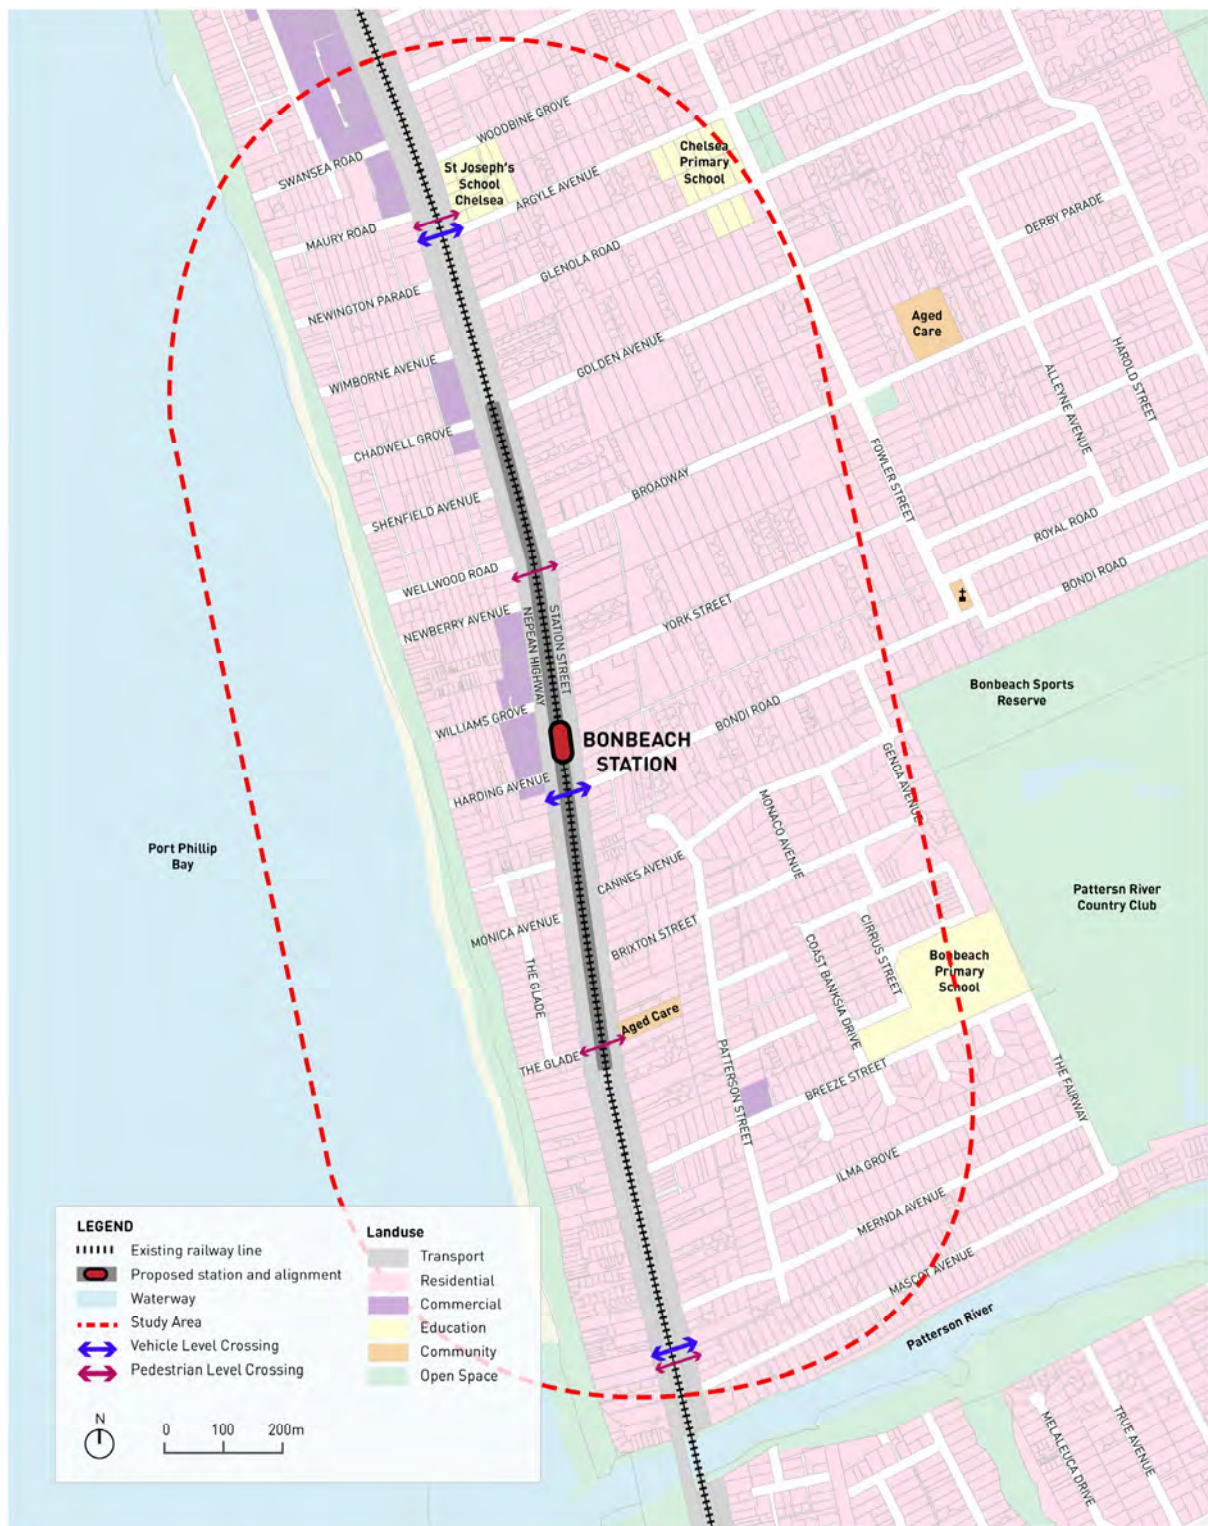 WOODBINE GROVE
SWANSEA ROAD
St Joseph's
School
Chelsea
Chelsea
Primary
School
ARGYLE AVENUE
MAURY ROAD
DERBY PARADE
GLENOLA ROAD
NEWINGTON PARADE
Aged
Care
WIMBORNE AVENUE
GOLDEN AVENUE
HAROLD STREET
ALLEYNE AVENUE
CHADWELL GROVE
FOWLER STREET
BROADWAY
SHENFIELD AVENUE
ROYAL ROAD
WELLWOOD ROAD
BONDI ROAD
NEWBERRY AVENUE
STATION STREET
NEPEAN HIGHWAY
YORK STREET
Bonbeach Sports
Reserve
WILLIAMS GROVE
BONDI ROAD
BONBEACH
STATION
GENOA AVENUE
HARDING AVENUE
MONACO AVENUE
Port Phillip
Bay
CANNES AVENUE
Pattersn River
Country Club
MONICA AVENUE
BRIXTON STREET
CIRRUS STREET
COAST BANKSIA DRIVE
Bonbeach
Primary
School
THE GLADE
Aged Care
THE GLADE
PATTERSON STREET
BREEZE STREET
THE FAIRWAY
ILMA GROVE
MERNDA AVENUE
MASCOT AVENUE
Patterson River
MELALEUCA DRIVE
TRUE AVENUE
LEGEND
Existing railway line
Proposed station and alignment
Waterway
Study Area
Vehicle Level Crossing
Pedestrian Level Crossing
Landuse
Transport
Residential
Commercial
Education
Community
Open Space
N
0 100 200m